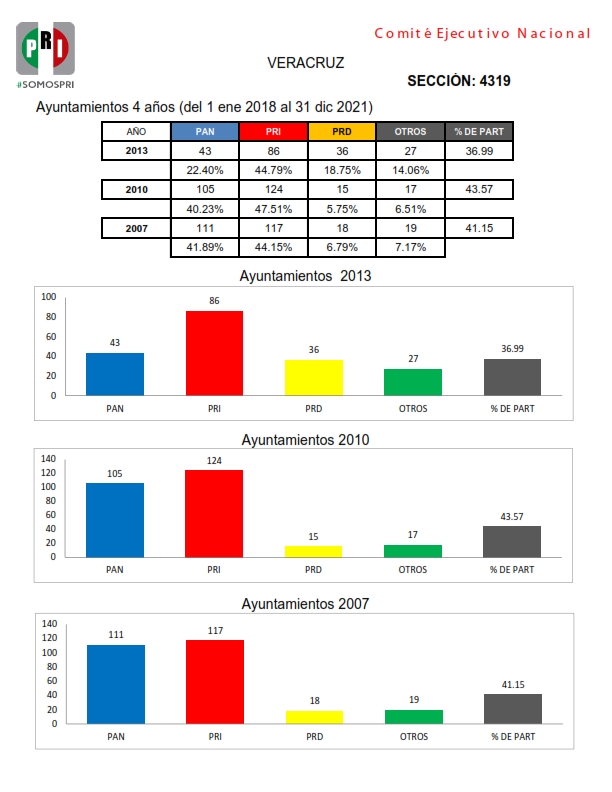 Comité Ejecutivo Nacional
PRI
#SOMOSPRI
VERACRUZ
SECCIÓN: 4319
Ayuntamientos 4 años (del 1 ene 2018 al 31 dic 2021)
AÑO PAN PRI PRD OTROS % DE PART
2013 43 86 36 27 36.99
22.40% 44.79% 18.75% 14.06%
2010 105 124 15 17 43.57
40.23% 47.51% 5.75% 6.51%
2007 111 117 18 19 41.15
41.89% 44.15% 6.79% 7.17%
Ayuntamientos 2013
100
80
60
40
20
0
43 86 36 27 36.99
PAN PRI PRD OTROS % DE PART
Ayuntamientos 2010
140
120
100
80
60
40
20
0
105 124 15 17 43.57
PAN PRI PRD OTROS % DE PART
Ayuntamientos 2007
140
120
100
80
60
40
20
0
111 117 18 19 41.15
PAN PRI PRD OTROS % DE PART